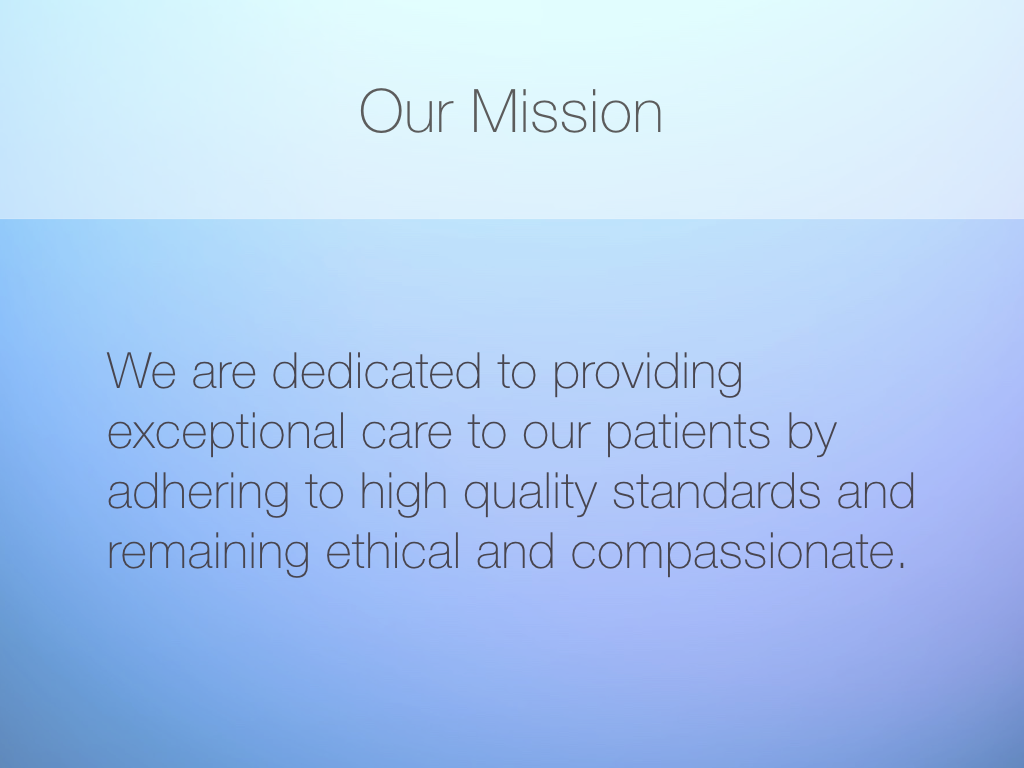 Our Mission
We are dedicated to providing
exceptional care to our patients by
adhering to high quality standards and
remaining ethical and compassionate.